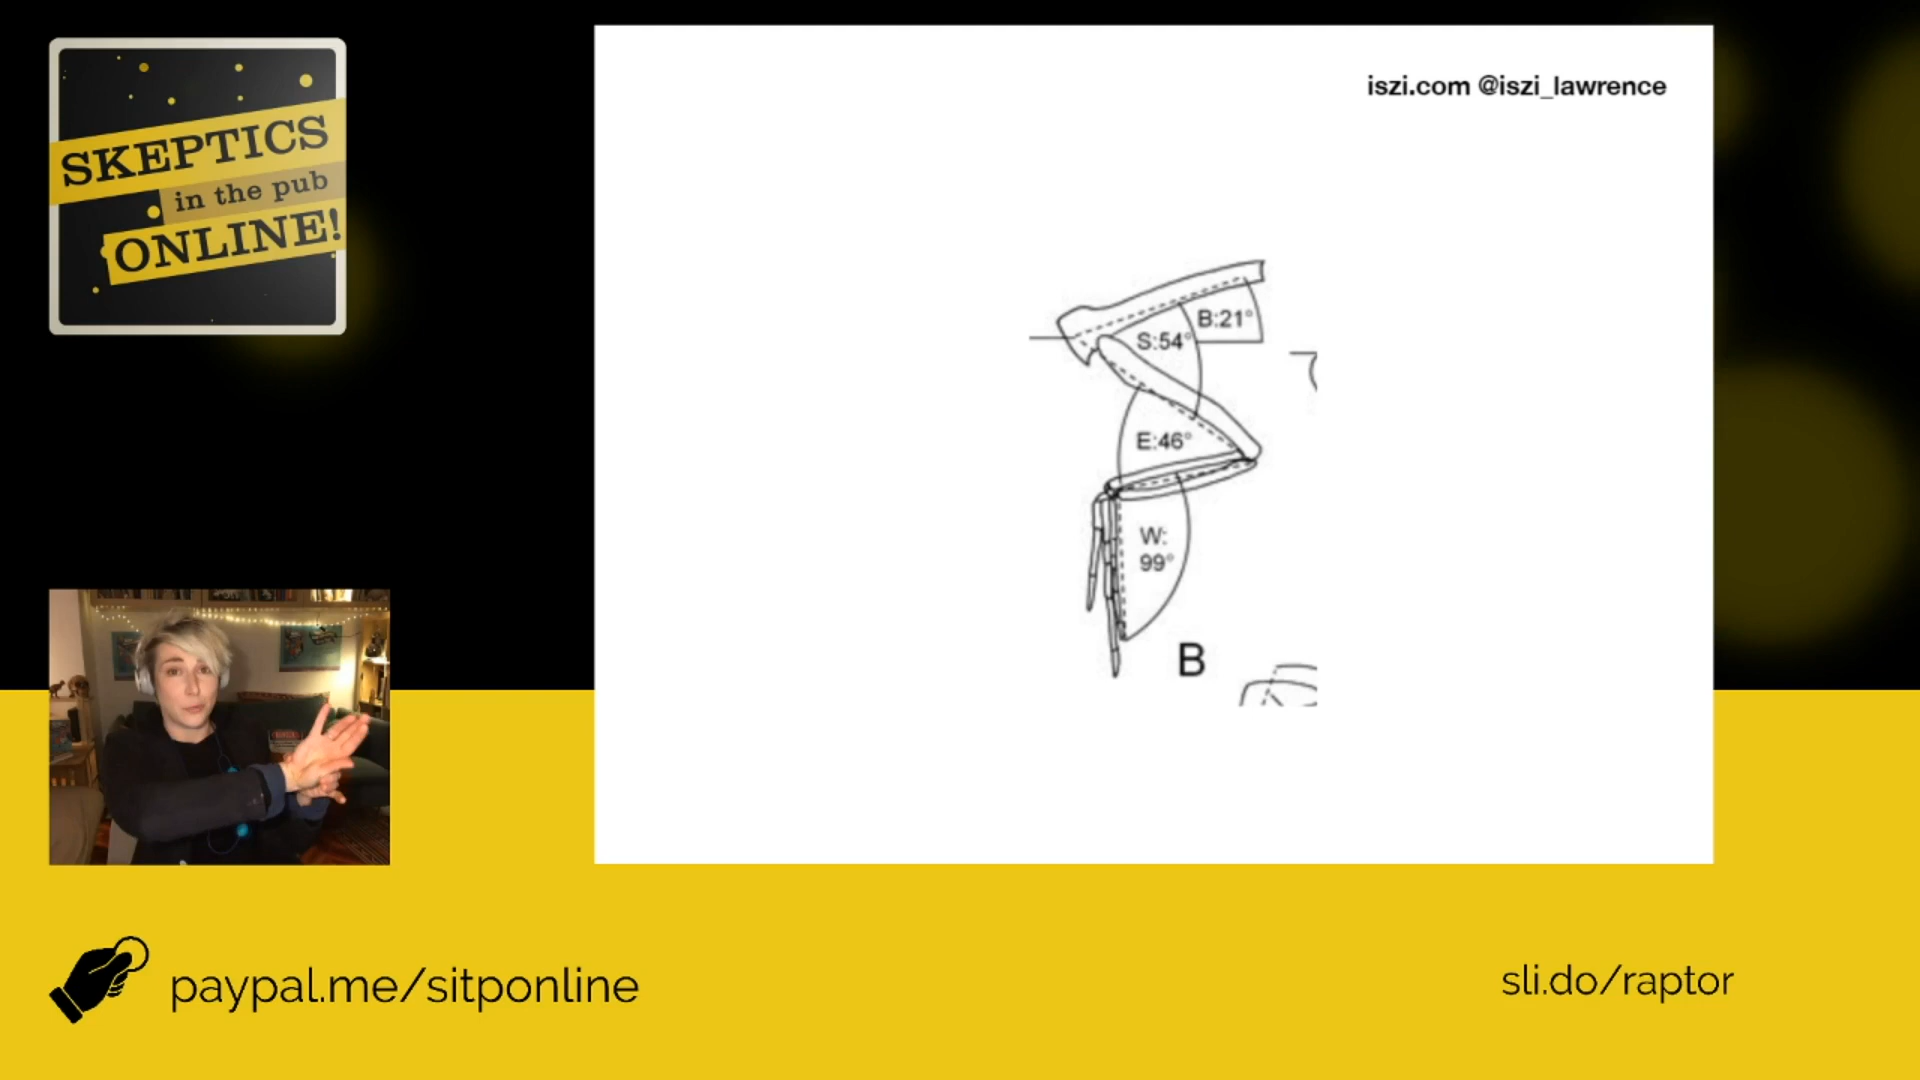 SKEPTICS
in the pub
ONLINE!
iszi.com @iszi_lawrence
B:21°
S:54°
E:46°
W:
99°
B
paypal.me/sitponline
sli.do/raptor